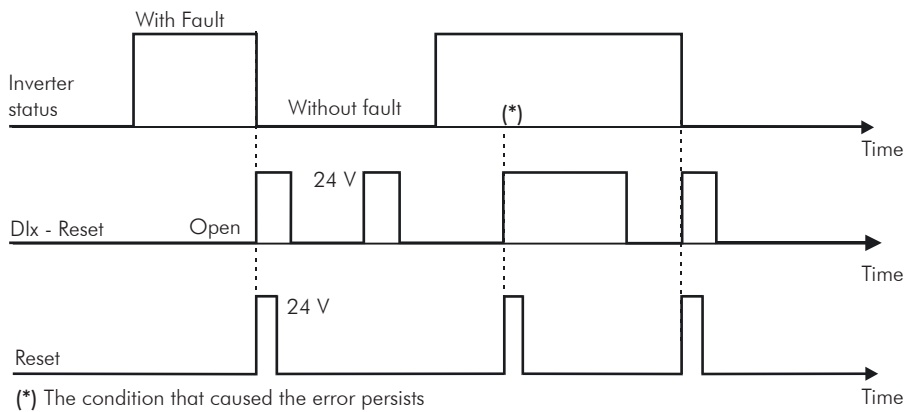 With Fault
Inverter
status
Without fault
(*)
Time
24 V
DIx - Reset
Open
Time
24 V
Reset
(*) The condition that caused the error persists
Time